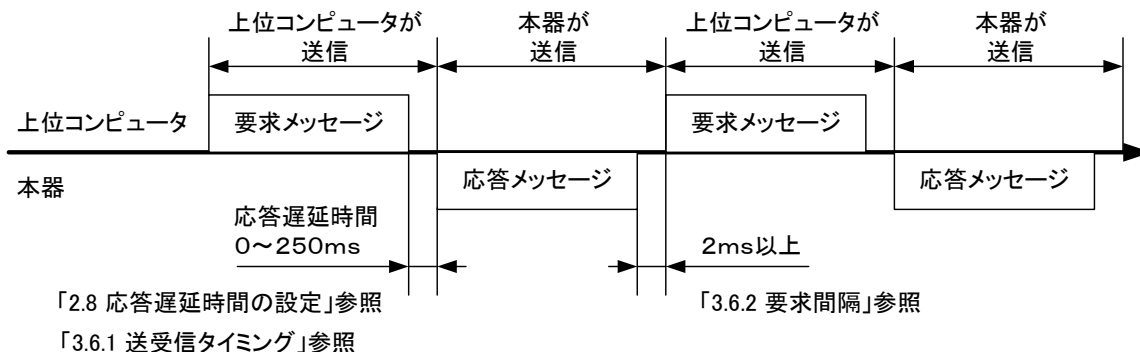 上位コンピュータが
送信
本器が
送信
上位コンピュータが
送信
本器が
送信
上位コンピュータ
要求メッセージ
要求メッセージ
本器
応答メッセージ
応答メッセージ
応答遅延時間
0～250ms
2ms以上
「2.8 応答遅延時間の設定」参照
「3.6.2 要求間隔」参照
「3.6.1 送受信タイミング」参照